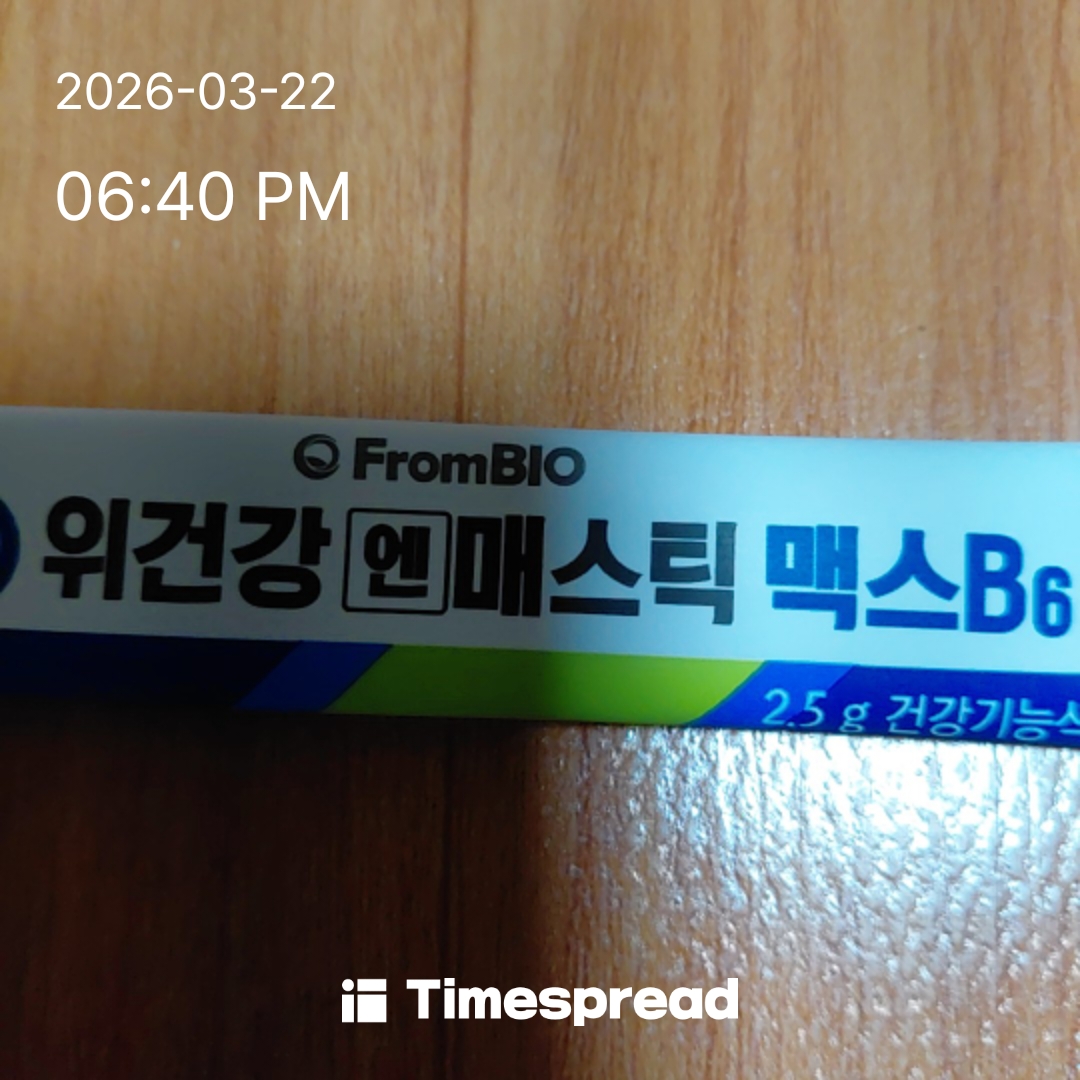 2026-03-22
06:40 PM
FromBIO
위건강 엔 매스틱 맥스B6
2.5 g 건강기능
Timespread